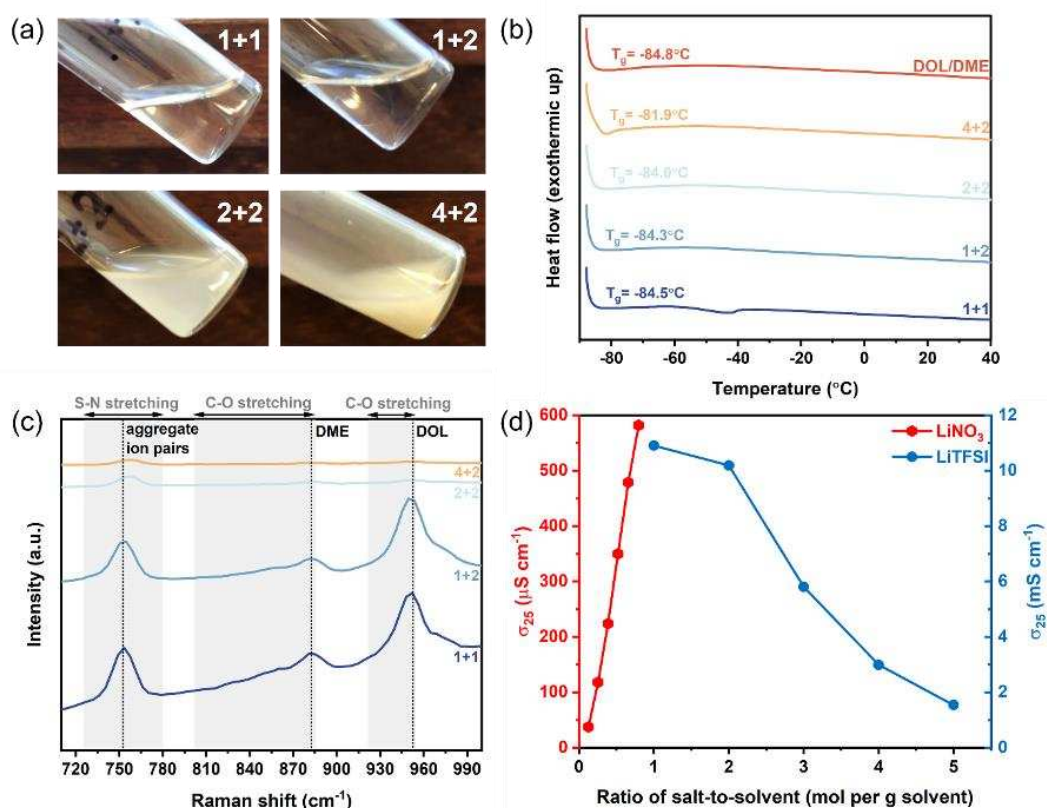 (a)
1+1
1+2
2+2
4+2
(b)
Heat flow (exothermic up)
Tg= -84.8°C
DOL/DME
Tg= -81.9°C
4+2
Tg= -84.0°C
2+2
Tg= -84.3°C
1+2
Tg= -84.5°C
1+1
-80 -60 -40 -20 0 20 40
Temperature (°C)
(c)
S-N stretching
C-O stretching
C-O stretching
aggregate
ion pairs
DME
DOL
4+2
2+2
1+2
1+1
Intensity (a.u.)
720 750 780 810 840 870 900 930 960 990
Raman shift (cm⁻¹)
(d)
σ25 (μS cm⁻¹)
600
500
400
300
200
100
0
LiNO₃
LiTFSI
12
10
8
6
4
2
0
σ25 (mS cm⁻¹)
0 1 2 3 4 5
Ratio of salt-to-solvent (mol per g solvent)